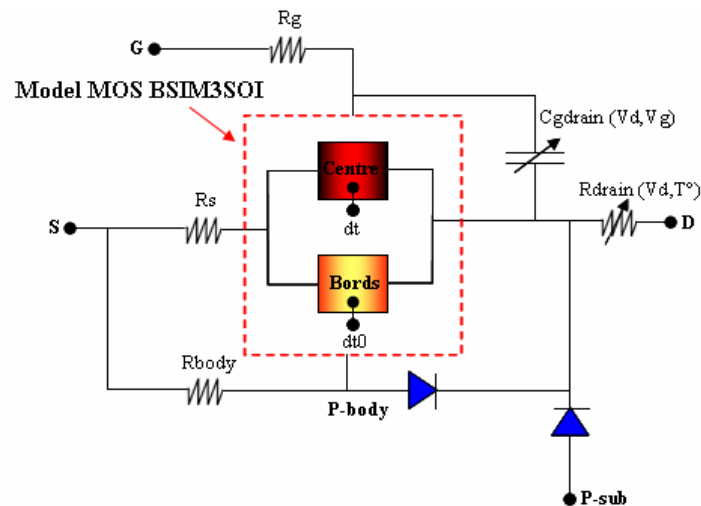 Rg
G
Model MOS BSIM3SOI
Cgdrain (Vd,Vg)
Centre
Rdrain (Vd,T°)
Rs
S
dt
D
Bords
dt0
Rbody
P-body
P-sub